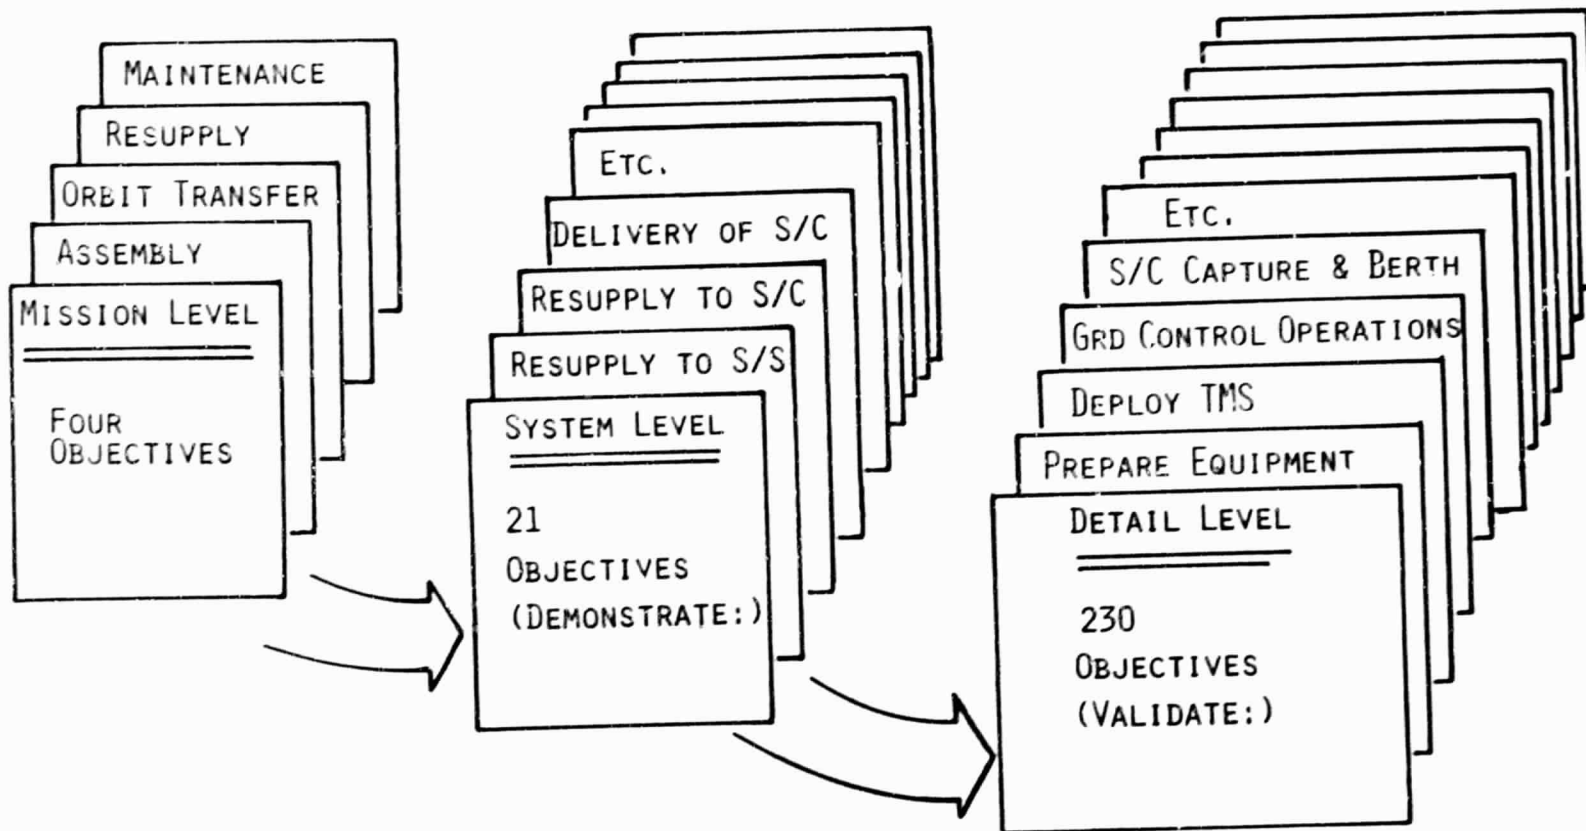 MAINTENANCE
RESUPPLY
ORBIT TRANSFER
ASSEMBLY
MISSION LEVEL
FOUR
OBJECTIVES
ETC.
DELIVERY OF S/C
RESUPPLY TO S/C
RESUPPLY TO S/S
SYSTEM LEVEL
21
OBJECTIVES
(DEMONSTRATE:)
ETC.
S/C CAPTURE & BERTH
GRD CONTROL OPERATIONS
DEPLOY TMS
PREPARE EQUIPMENT
DETAIL LEVEL
230
OBJECTIVES
(VALIDATE:)